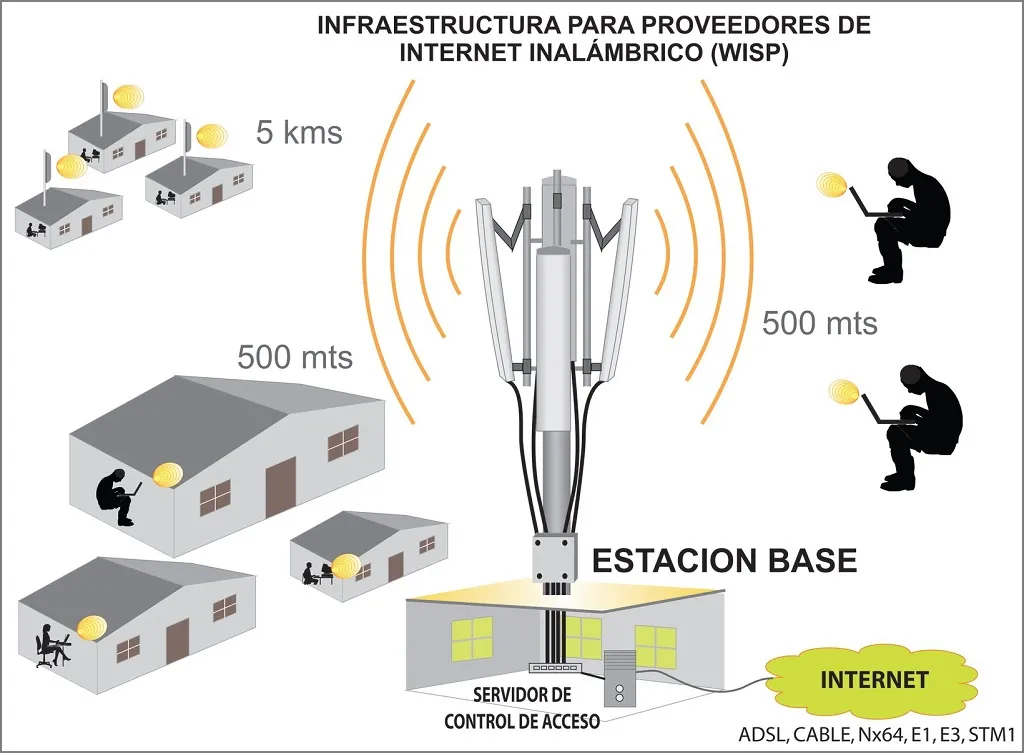 INFRAESTRUCTURA PARA PROVEEDORES DE
INTERNET INALÁMBRICO (WISP)
5 kms
500 mts
500 mts
ESTACION BASE
SERVIDOR DE
CONTROL DE ACCESO
INTERNET
ADSL, CABLE, Nx64, E1, E3, STM1